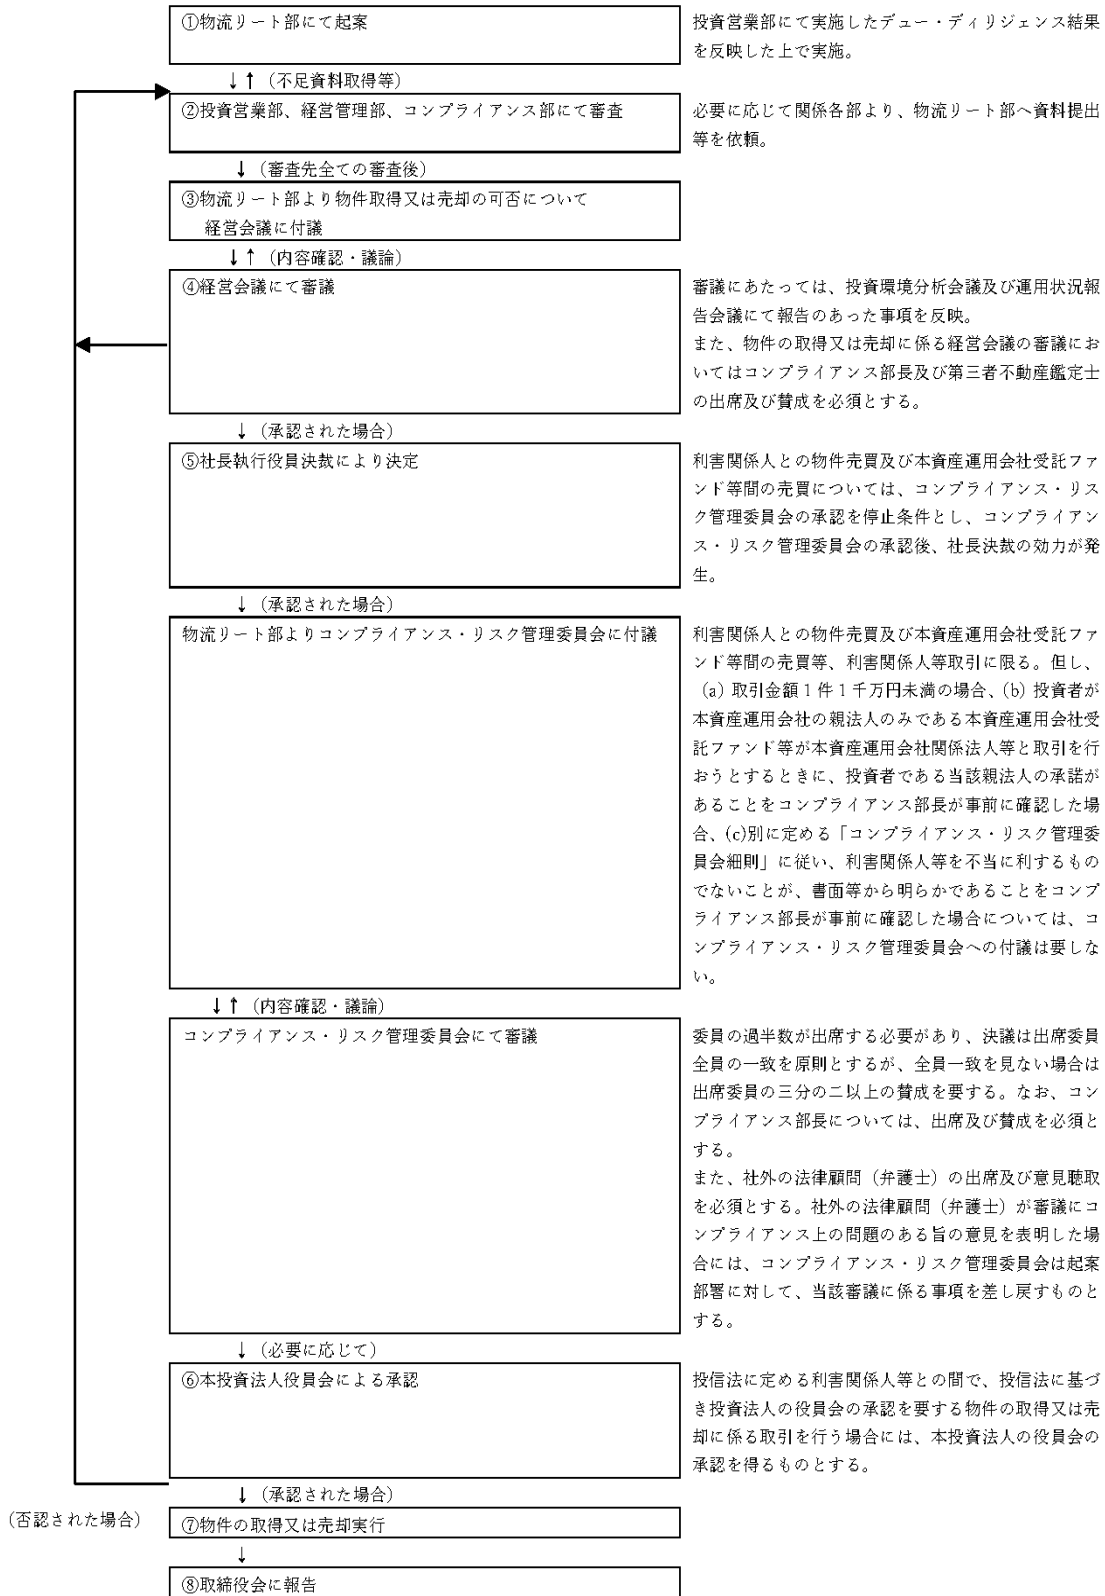 ①物流リート部にて起案
投資営業部にて実施したデュー・ディリジェンス結果
を反映した上で実施。
↓↑（不足資料取得等）
②投資営業部、経営管理部、コンプライアンス部にて審査
必要に応じて関係各部より、物流リート部へ資料提出
等を依頼。
↓（審査先全ての審査後）
③物流リート部より物件取得又は売却の可否について
経営会議に付議
↓↑（内容確認・議論）
④経営会議にて審議
審議にあたっては、投資環境分析会議及び運用状況報
告会議にて報告のあった事項を反映。
また、物件の取得又は売却に係る経営会議の審議にお
いてはコンプライアンス部長及び第三者不動産鑑定士
の出席及び賛成を必須とする。
↓（承認された場合）
⑤社長執行役員決裁により決定
利害関係人との物件売買及び本資産運用会社受託ファ
ンド等間の売買については、コンプライアンス・リス
ク管理委員会の承認を停止条件とし、コンプライアン
ス・リスク管理委員会の承認後、社長決裁の効力が発
生。
↓（承認された場合）
物流リート部よりコンプライアンス・リスク管理委員会に付議
利害関係人との物件売買及び本資産運用会社受託ファ
ンド等間の売買等、利害関係人等取引に限る。但し、
（a）取引金額１件１千万円未満の場合、（b）投資者が
本資産運用会社の親法人のみである本資産運用会社受
託ファンド等が本資産運用会社関係法人等と取引を行
おうとするときに、投資者である当該親法人の承諾が
あることをコンプライアンス部長が事前に確認した場
合、(c)別に定める「コンプライアンス・リスク管理委
員会細則」に従い、利害関係人等を不当に利するもの
でないことが、書面等から明らかであることをコンプ
ライアンス部長が事前に確認した場合については、コ
ンプライアンス・リスク管理委員会への付議は要しな
い。
↓↑（内容確認・議論）
コンプライアンス・リスク管理委員会にて審議
委員の過半数が出席する必要があり、決議は出席委員
全員の一致を原則とするが、全員一致を見ない場合は
出席委員の三分の二以上の賛成を要する。なお、コン
プライアンス部長については、出席及び賛成を必須と
する。
また、社外の法律顧問（弁護士）の出席及び意見聴取
を必須とする。社外の法律顧問（弁護士）が審議にコ
ンプライアンス上の問題のある旨の意見を表明した場
合には、コンプライアンス・リスク管理委員会は起案
部署に対して、当該審議に係る事項を差し戻すものと
する。
↓（必要に応じて）
⑥本投資法人役員会による承認
投信法に定める利害関係人等との間で、投信法に基づ
き投資法人の役員会の承認を要する物件の取得又は売
却に係る取引を行う場合には、本投資法人の役員会の
承認を得るものとする。
↓（承認された場合）
（否認された場合）
⑦物件の取得又は売却実行
↓
⑧取締役会に報告